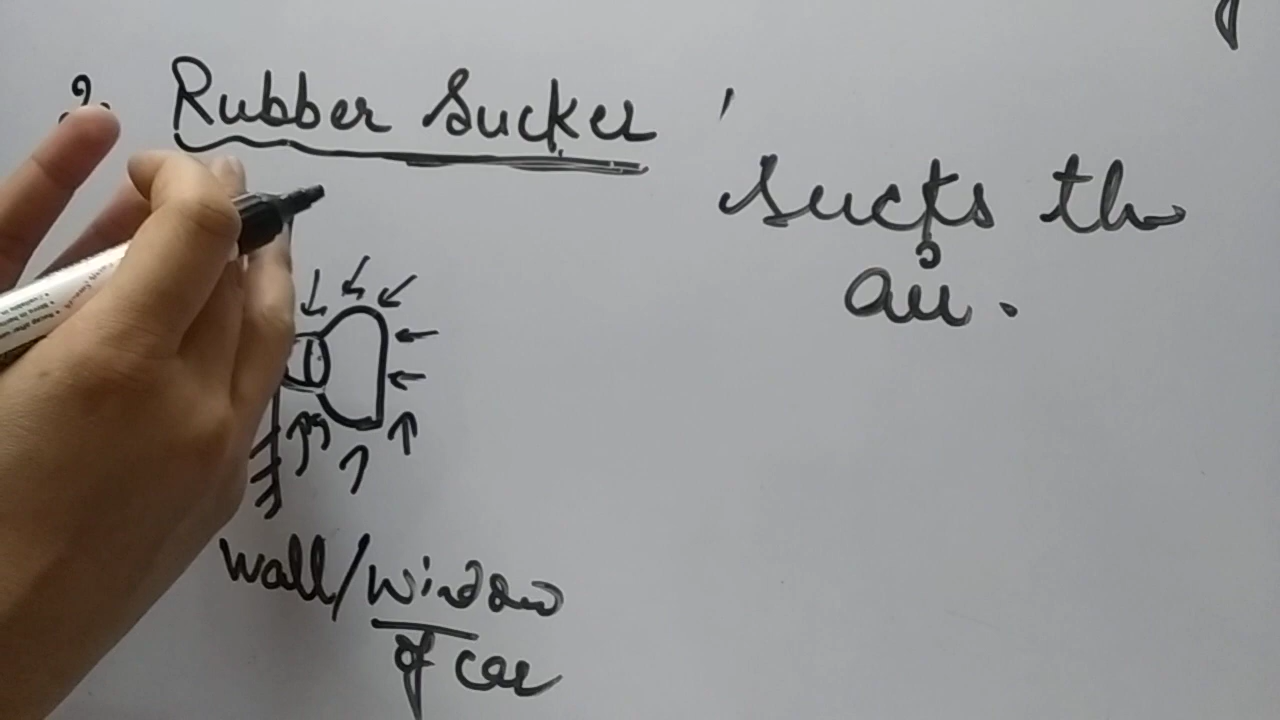 2. Rubber Sucker
sucks the
air.
wall/window
of car